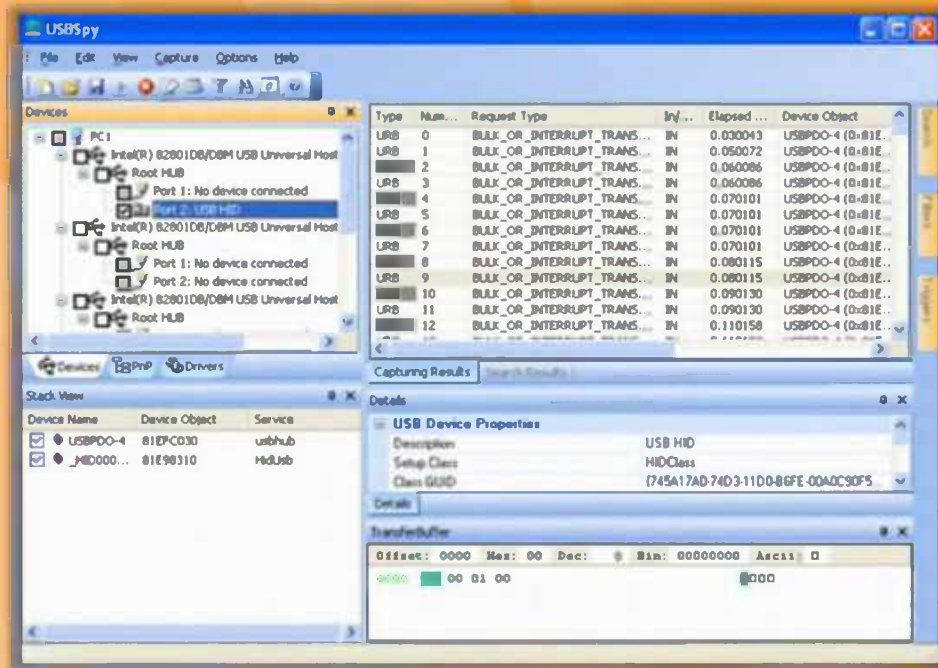 USBSpy
File Edit View Capture Options Help
Devices
PC1
Intel(R) 82801DB/DBM USB Universal Host
Root HUB
Port 1: No device connected
Port 2: USB HID
Intel(R) 82801DB/DBM USB Universal Host
Root HUB
Port 1: No device connected
Port 2: No device connected
Intel(R) 82801DB/DBM USB Universal Host
Root HUB
Devices PnP Drivers
Type Num... Request Type In/... Elapsed ... Device Object
URB 0 BULK_OR_INTERRUPT_TRANS... IN 0.030043 USBPDO-4 (0x81E...
URB 1 BULK_OR_INTERRUPT_TRANS... IN 0.050072 USBPDO-4 (0x81E...
2 BULK_OR_INTERRUPT_TRANS... IN 0.060086 USBPDO-4 (0x81E...
URB 3 BULK_OR_INTERRUPT_TRANS... IN 0.060086 USBPDO-4 (0x81E...
4 BULK_OR_INTERRUPT_TRANS... IN 0.070101 USBPDO-4 (0x81E...
URB 5 BULK_OR_INTERRUPT_TRANS... IN 0.070101 USBPDO-4 (0x81E...
6 BULK_OR_INTERRUPT_TRANS... IN 0.070101 USBPDO-4 (0x81E...
URB 7 BULK_OR_INTERRUPT_TRANS... IN 0.070101 USBPDO-4 (0x81E...
8 BULK_OR_INTERRUPT_TRANS... IN 0.080115 USBPDO-4 (0x81E...
URB 9 BULK_OR_INTERRUPT_TRANS... IN 0.080115 USBPDO-4 (0x81E...
10 BULK_OR_INTERRUPT_TRANS... IN 0.090130 USBPDO-4 (0x81E...
URB 11 BULK_OR_INTERRUPT_TRANS... IN 0.090130 USBPDO-4 (0x81E...
12 BULK_OR_INTERRUPT_TRANS... IN 0.110158 USBPDO-4 (0x81E...
Capturing Results Search Results
Search
Filters
Triggers
Stack View
Device Name Device Object Service
USBPDO-4 81EFC030 usbhub
_HID000... 81E98310 HidUsb
Details
USB Device Properties
Description USB HID
Setup Class HIDClass
Class GUID {745A17AD-74D3-11D0-B6FE-00A0C90F5...
Details
TransferBuffer
Offset: 0000 Hex: 00 Dec: 0 Bin: 00000000 Ascii:
0000 00 01 00